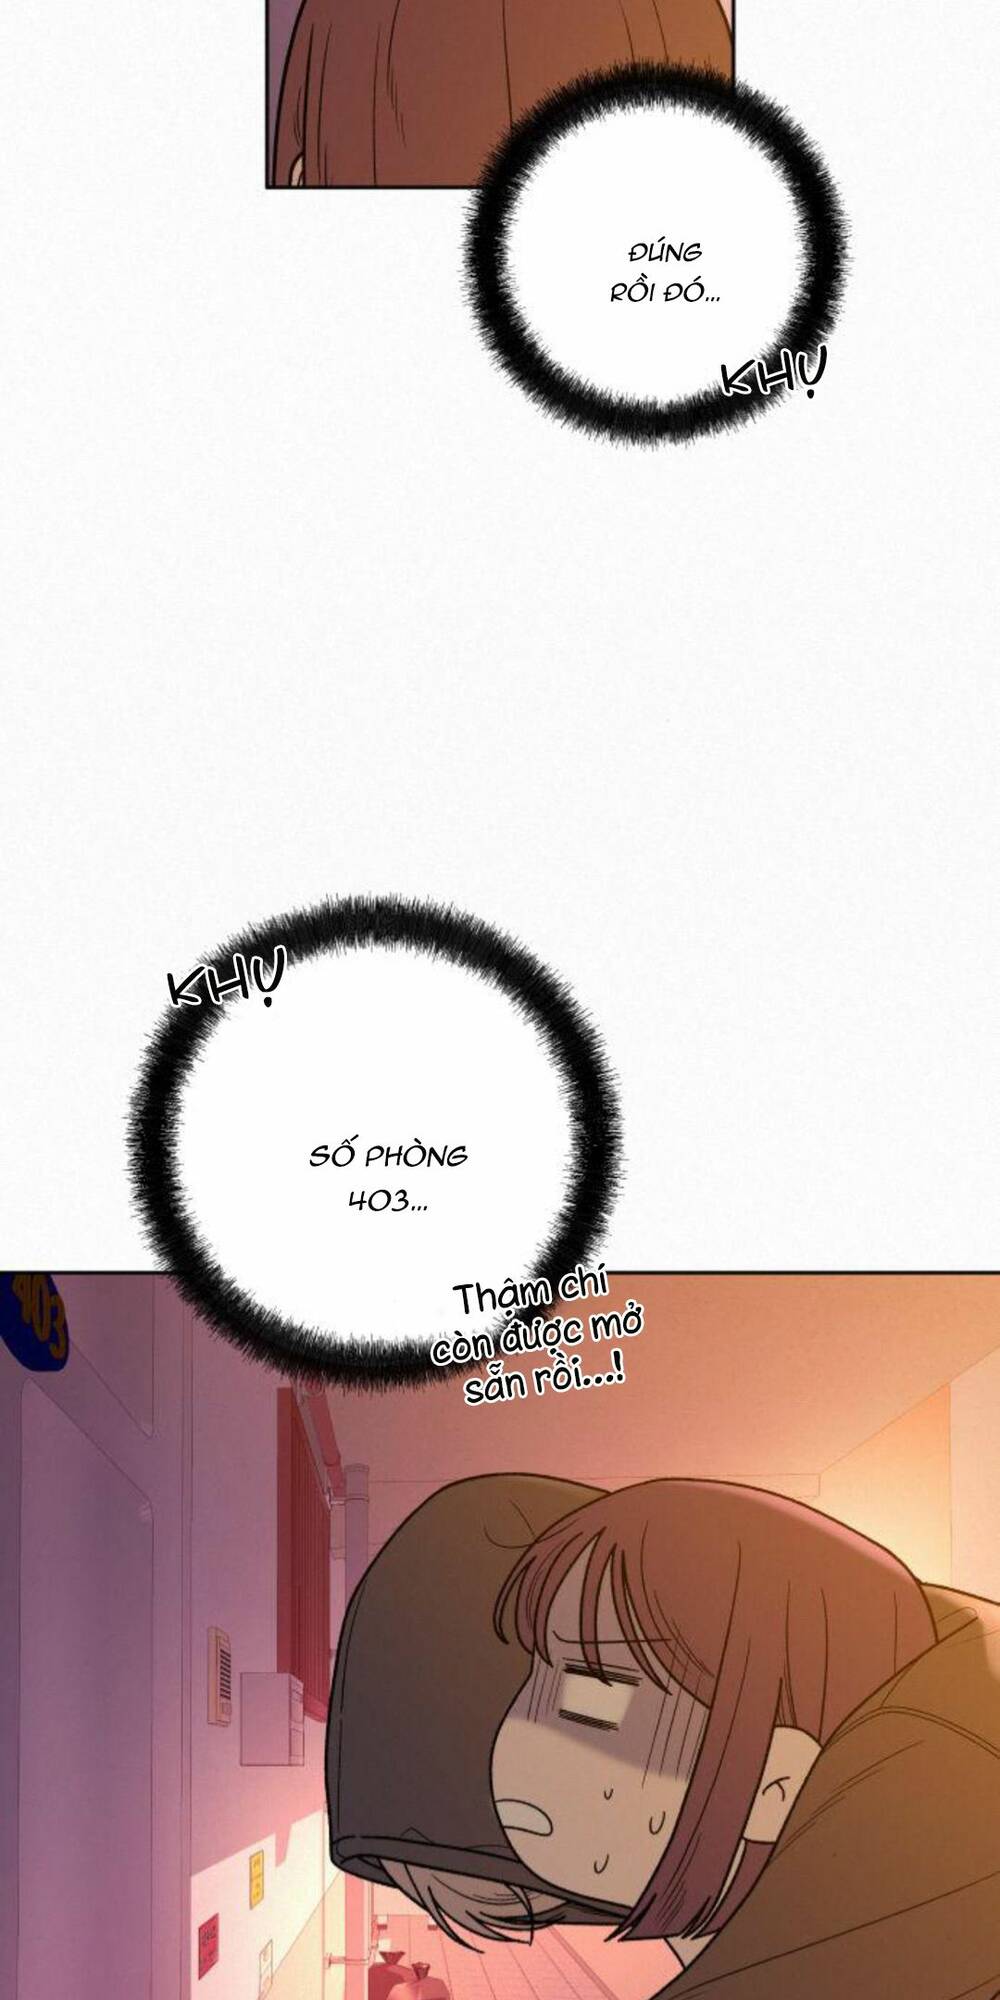 ĐÚNG
RỒI ĐÓ...
KHỤ
KHỤ
SỐ PHÒNG
403...
Thậm chí
còn được mở
sẵn rồi...!
403